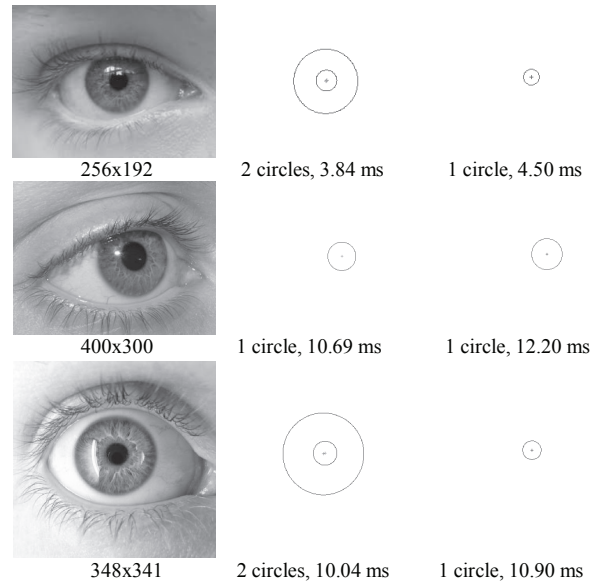 256x192 2 circles, 3.84 ms 1 circle, 4.50 ms
400x300 1 circle, 10.69 ms 1 circle, 12.20 ms
348x341 2 circles, 10.04 ms 1 circle, 10.90 ms